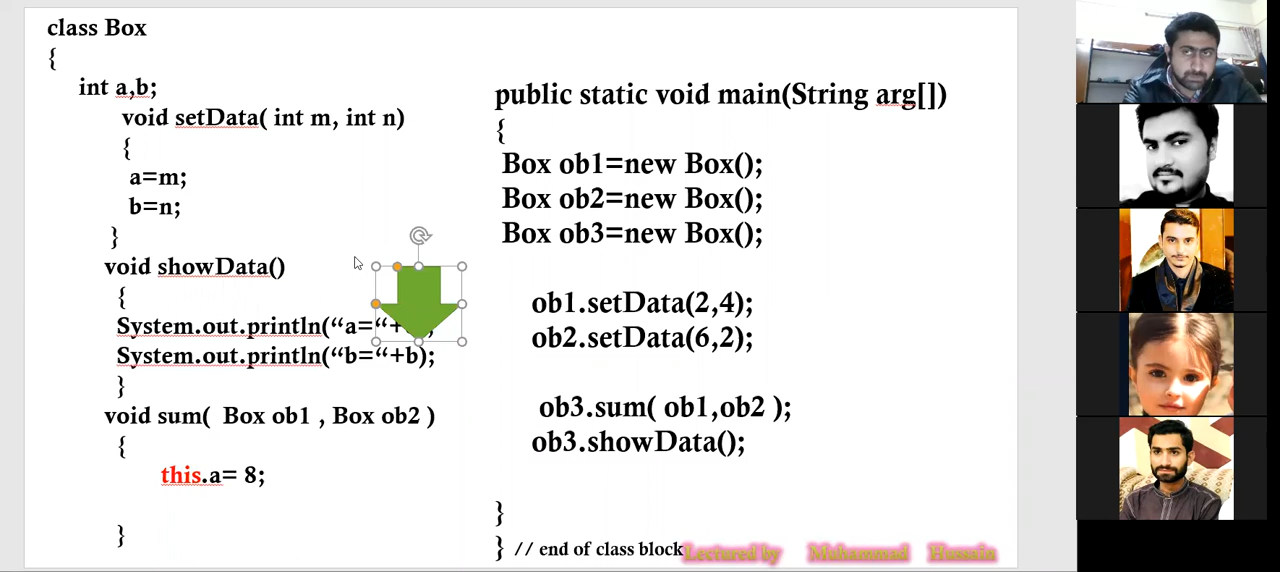 class Box
{
int a,b;
void setData( int m, int n)
{
a=m;
b=n;
}
void showData()
{
System.out.println(“a=“+
System.out.println(“b=“+b);
}
void sum( Box ob1 , Box ob2 )
{
this.a= 8;
}
public static void main(String arg[])
{
Box ob1=new Box();
Box ob2=new Box();
Box ob3=new Box();
ob1.setData(2,4);
ob2.setData(6,2);
ob3.sum( ob1,ob2 );
ob3.showData();
}
} // end of class block
Lectured by Muhammad Hussain